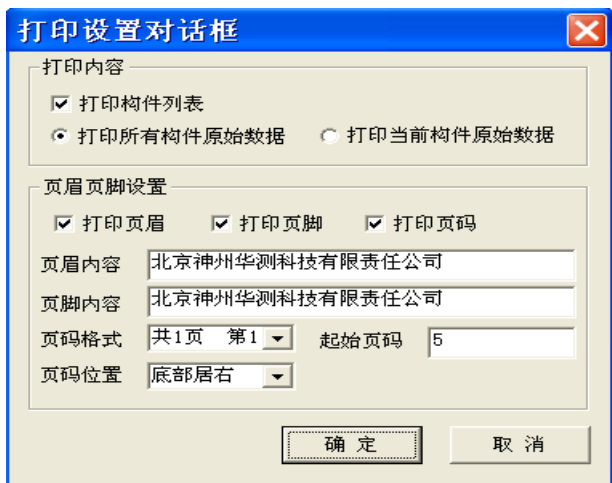 打印设置对话框
打印内容
打印构件列表
打印所有构件原始数据 打印当前构件原始数据
页眉页脚设置
打印页眉 打印页脚 打印页码
页眉内容 北京神州华测科技有限责任公司
页脚内容 北京神州华测科技有限责任公司
页码格式 共1页 第1 起始页码 5
页码位置 底部居右
确 定 取 消